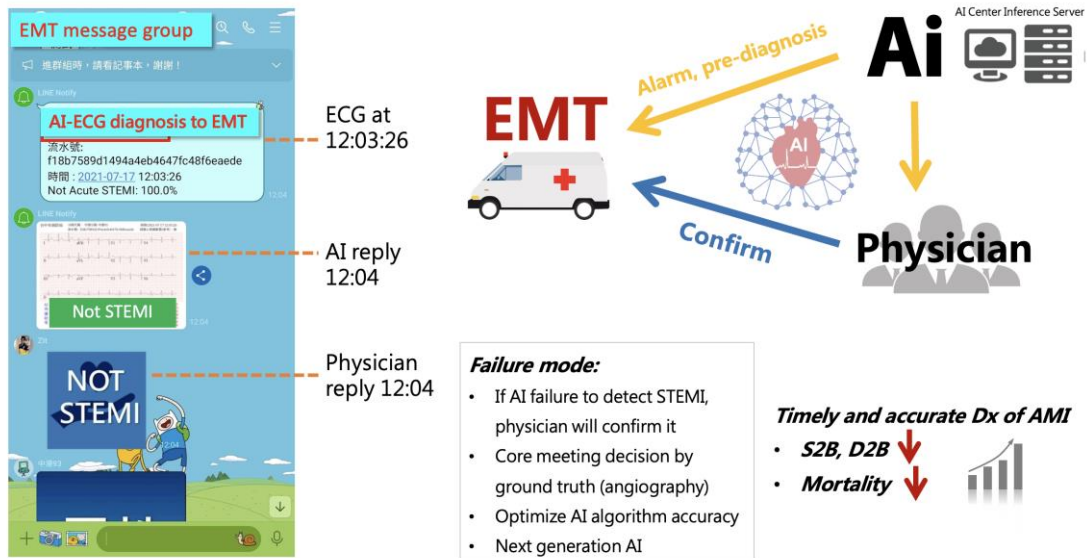 EMT message group
進群組時，請看記事本，謝謝！
LINE Notify
AI-ECG diagnosis to EMT
流水號:
f18b7589d1494a4eb4647fc48f6eaede
時間 : 2021-07-17 12:03:26
Not Acute STEMI: 100.0%
12:04
LINE Notify
Not STEMI
12:04
Zit
NOT
STEMI
12:04
ECG at
12:03:26
AI reply
12:04
Physician
reply 12:04
AI Center Inference Server
Ai
Alarm, pre-diagnosis
EMT
AI
Confirm
Physician
Failure mode:
• If AI failure to detect STEMI,
physician will confirm it
• Core meeting decision by
ground truth (angiography)
• Optimize AI algorithm accuracy
• Next generation AI
Timely and accurate Dx of AMI
• S2B, D2B
• Mortality